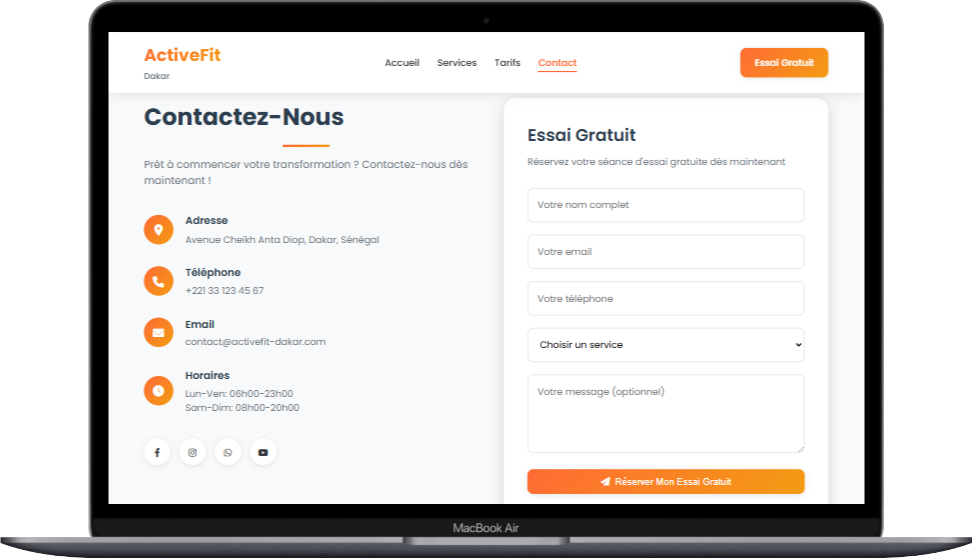 ActiveFit
Dakar
Accueil
Services
Tarifs
Contact
Essai Gratuit
Contactez-Nous
Prêt à commencer votre transformation ? Contactez-nous dès
maintenant !
Adresse
Avenue Cheikh Anta Diop, Dakar, Sénégal
Téléphone
+221 33 123 45 67
Email
contact@activefit-dakar.com
Horaires
Lun-Ven: 06h00-23h00
Sam-Dim: 08h00-20h00
Essai Gratuit
Réservez votre séance d'essai gratuite dès maintenant
Votre nom complet
Votre email
Votre téléphone
Choisir un service
Votre message (optionnel)
Réserver Mon Essai Gratuit
MacBook Air